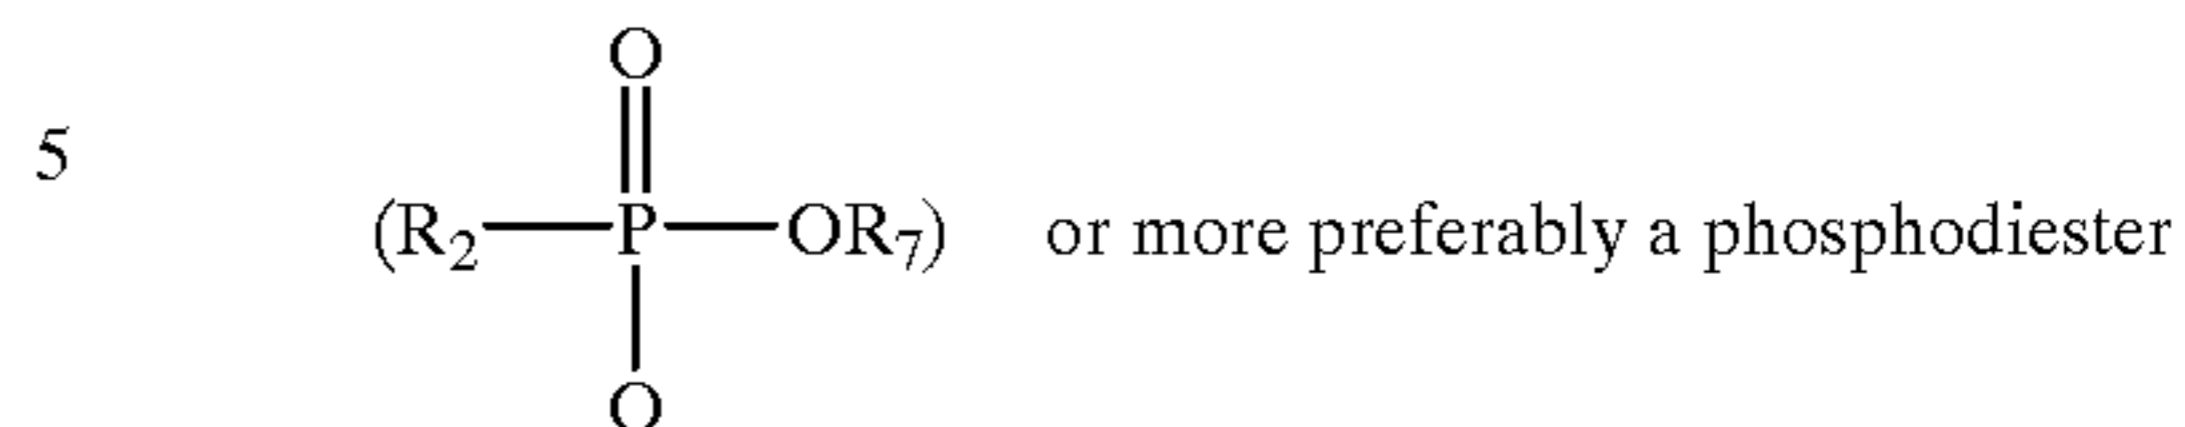 O
5
(R₂—P—OR₇) or more preferably a phosphodiester
O